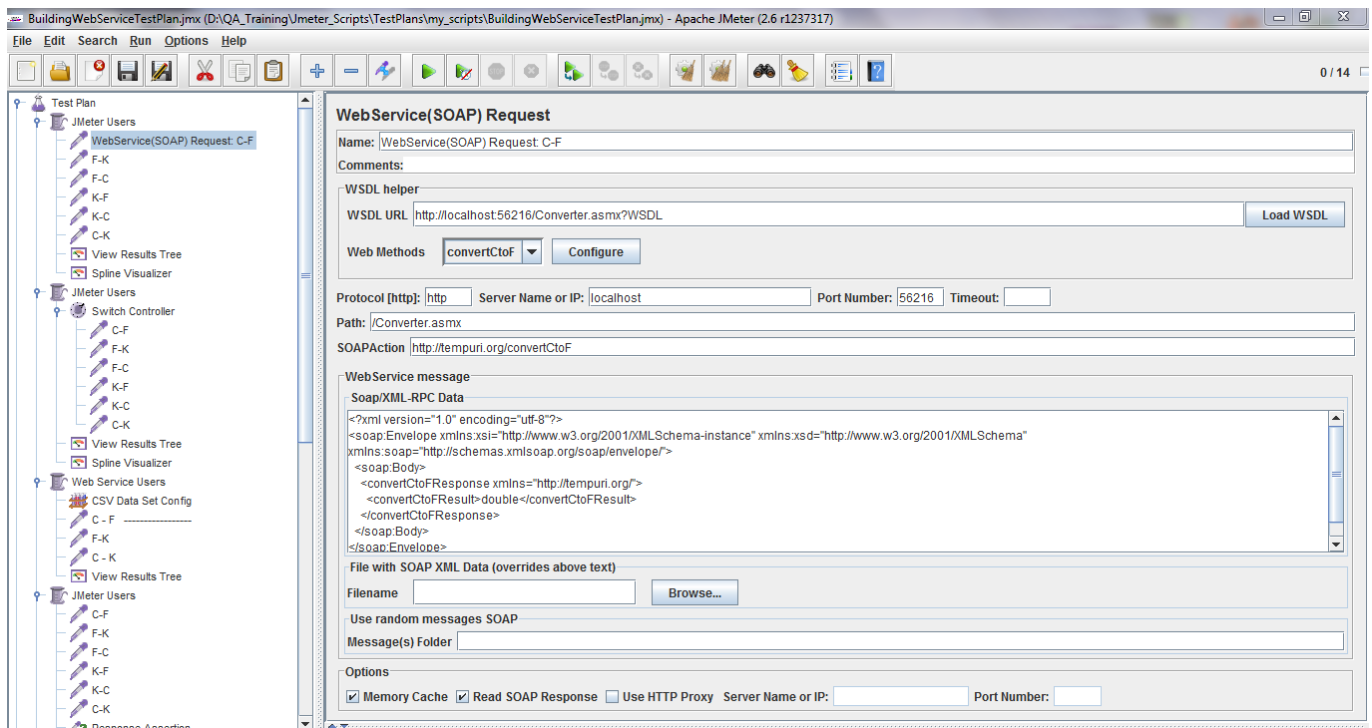 BuildingWebServiceTestPlan.jmx (D:\QA_Training\Jmeter_Scripts\TestPlans\my_scripts\BuildingWebServiceTestPlan.jmx) - Apache JMeter (2.6 r1237317)
File Edit Search Run Options Help
0 / 14
Test Plan
JMeter Users
WebService(SOAP) Request: C-F
F-K
F-C
K-F
K-C
C-K
View Results Tree
Spline Visualizer
JMeter Users
Switch Controller
C-F
F-K
F-C
K-F
K-C
C-K
View Results Tree
Spline Visualizer
Web Service Users
CSV Data Set Config
C - F -----------------
F-K
C - K
View Results Tree
JMeter Users
C-F
F-K
F-C
K-F
K-C
C-K
Response Assertion
WebService(SOAP) Request
Name: WebService(SOAP) Request: C-F
Comments:
WSDL helper
WSDL URL http://localhost:56216/Converter.asmx?WSDL Load WSDL
Web Methods convertCtoF Configure
Protocol [http]: http Server Name or IP: localhost Port Number: 56216 Timeout:
Path: /Converter.asmx
SOAPAction http://tempuri.org/convertCtoF
WebService message
Soap/XML-RPC Data
<?xml version="1.0" encoding="utf-8"?>
<soap:Envelope xmlns:xsi="http://www.w3.org/2001/XMLSchema-instance" xmlns:xsd="http://www.w3.org/2001/XMLSchema"
xmlns:soap="http://schemas.xmlsoap.org/soap/envelope/">
<soap:Body>
<convertCtoFResponse xmlns="http://tempuri.org/">
<convertCtoFResult>double</convertCtoFResult>
</convertCtoFResponse>
</soap:Body>
</soap:Envelope>
File with SOAP XML Data (overrides above text)
Filename Browse...
Use random messages SOAP
Message(s) Folder
Options
Memory Cache Read SOAP Response Use HTTP Proxy Server Name or IP: Port Number: